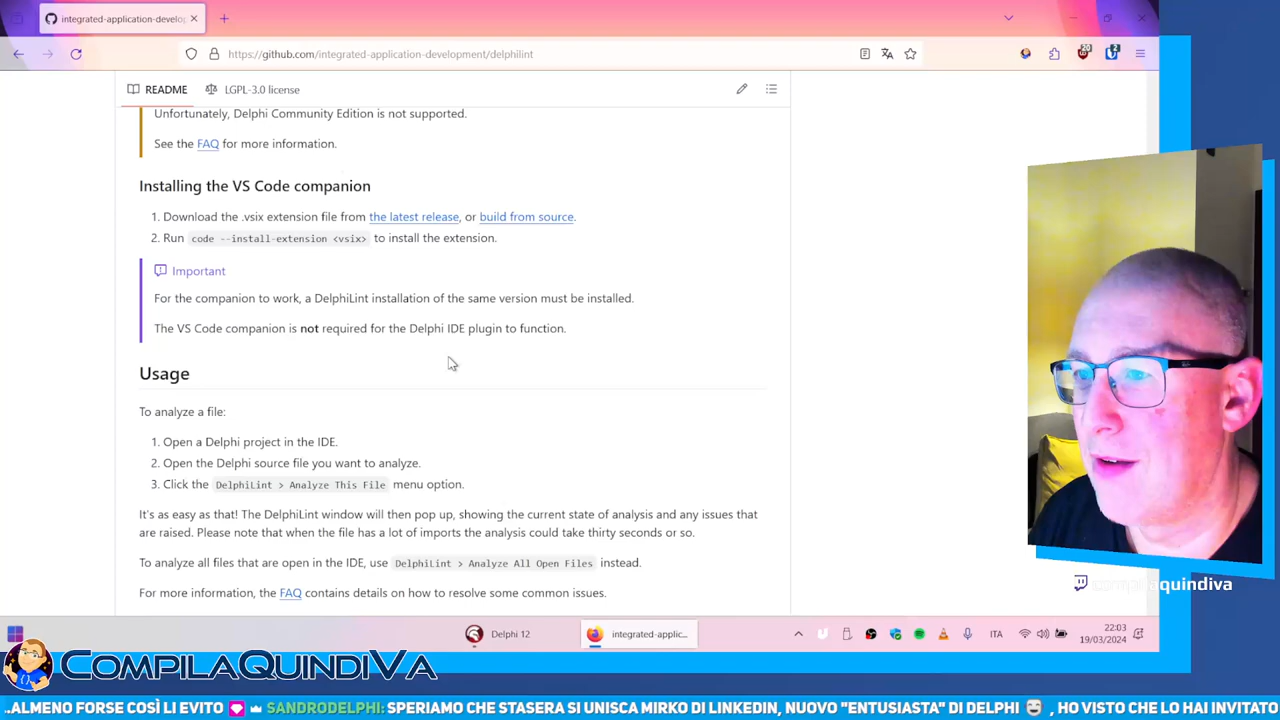 integrated-application-develop
https://github.com/integrated-application-development/delphilint
20
2
README
LGPL-3.0 license
Unfortunately, Delphi Community Edition is not supported.
See the FAQ for more information.
Installing the VS Code companion
1. Download the .vsix extension file from the latest release, or build from source.
2. Run code --install-extension <vsix> to install the extension.
Important
For the companion to work, a DelphiLint installation of the same version must be installed.
The VS Code companion is not required for the Delphi IDE plugin to function.
Usage
To analyze a file:
1. Open a Delphi project in the IDE.
2. Open the Delphi source file you want to analyze.
3. Click the DelphiLint > Analyze This File menu option.
It's as easy as that! The DelphiLint window will then pop up, showing the current state of analysis and any issues that
are raised. Please note that when the file has a lot of imports the analysis could take thirty seconds or so.
To analyze all files that are open in the IDE, use DelphiLint > Analyze All Open Files instead.
For more information, the FAQ contains details on how to resolve some common issues.
compilaquindiva
Delphi 12
integrated-applic...
ITA
22:03
19/03/2024
COMPILAQUINDIVA
..ALMENO FORSE COSÌ LI EVITO SANDRODELPHI: SPERIAMO CHE STASERA SI UNISCA MIRKO DI LINKEDIN, NUOVO "ENTUSIASTA" DI DELPHI , HO VISTO CHE LO HAI INVITATO